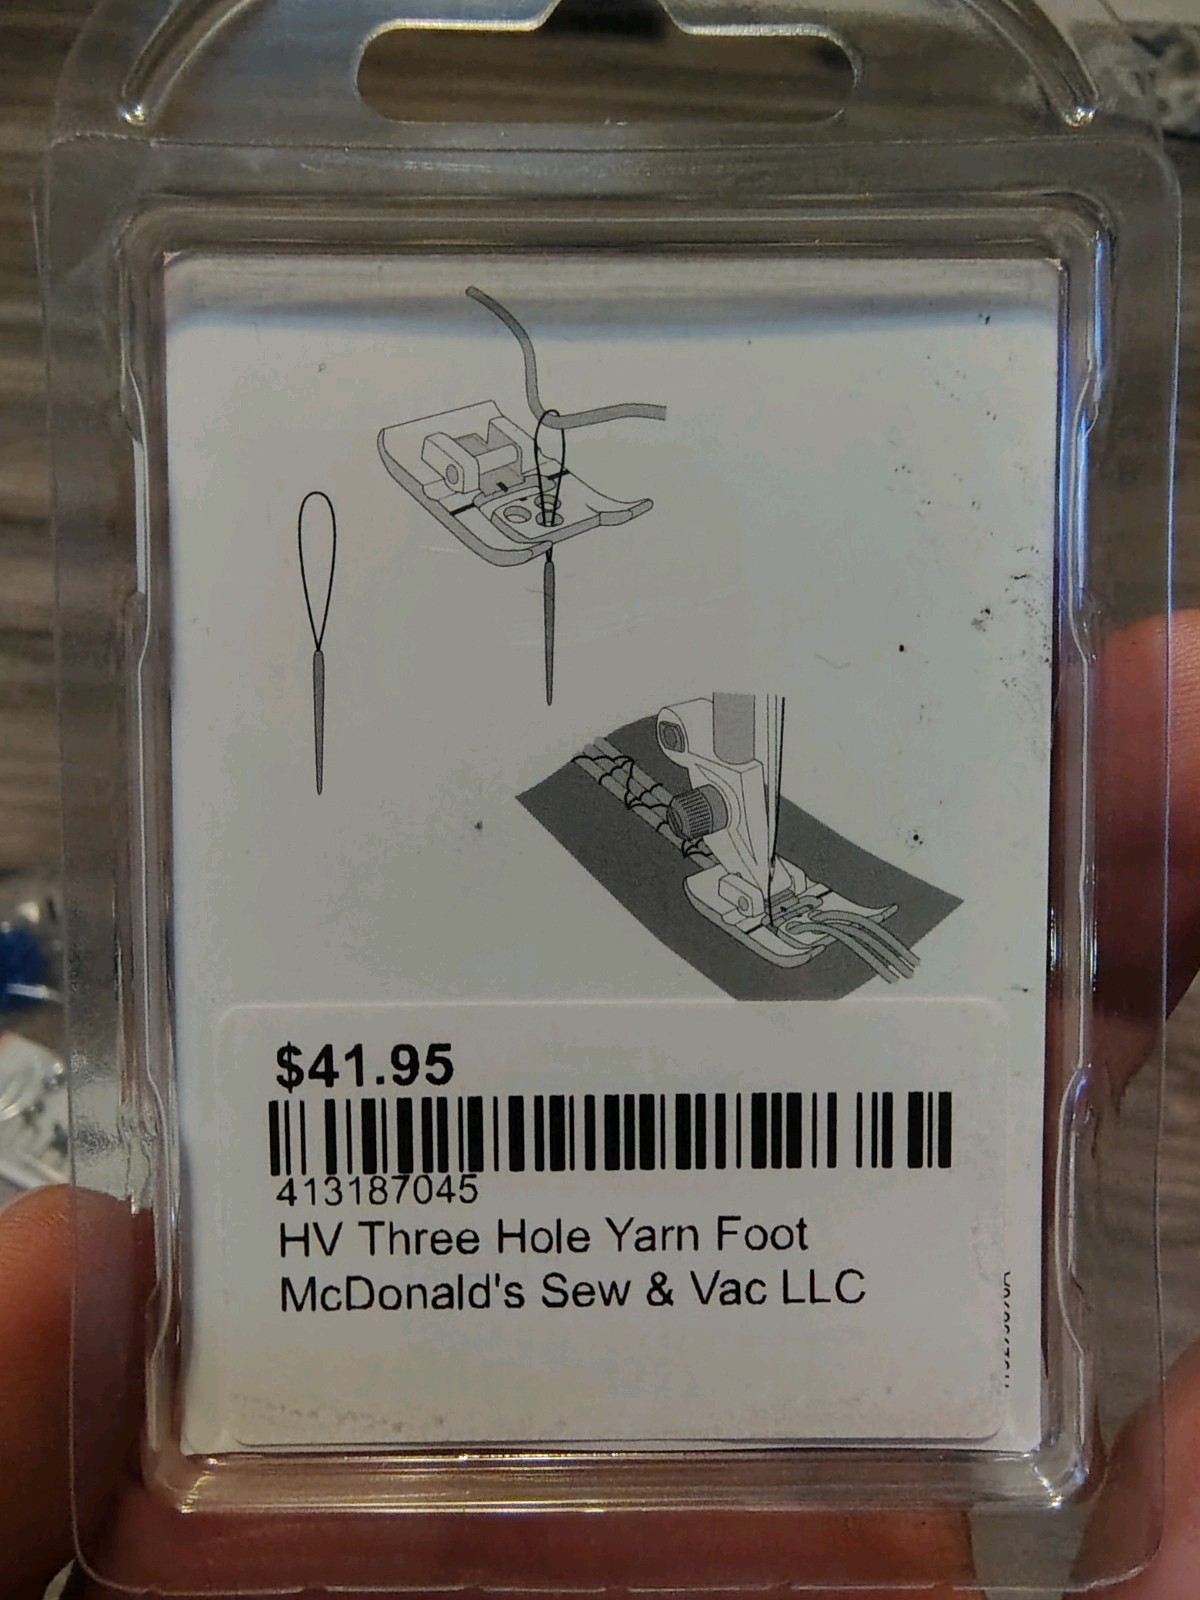 $41.95
413187045
HV Three Hole Yarn Foot
McDonald's Sew & Vac LLC